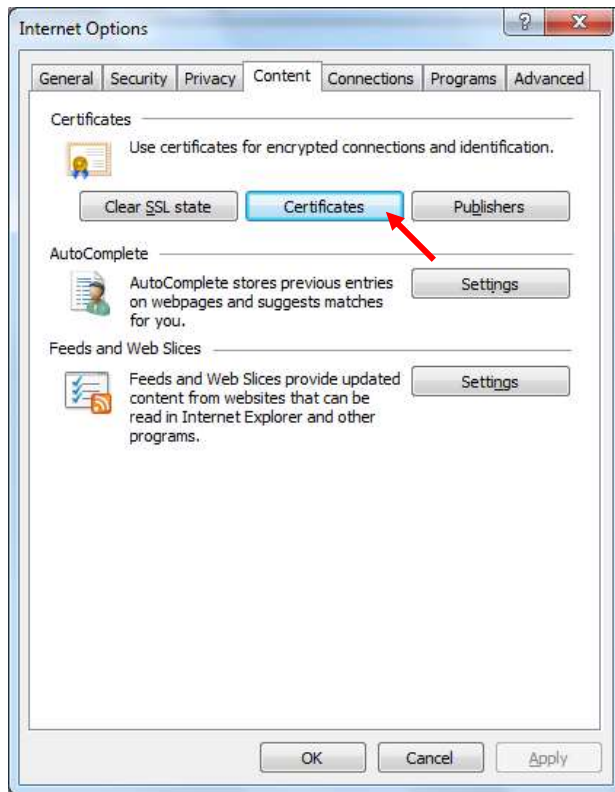 Internet Options
?
X
General Security Privacy Content Connections Programs Advanced
Certificates
Use certificates for encrypted connections and identification.
Clear SSL state Certificates Publishers
AutoComplete
AutoComplete stores previous entries
on webpages and suggests matches
for you.
Settings
Feeds and Web Slices
Feeds and Web Slices provide updated
content from websites that can be
read in Internet Explorer and other
programs.
Settings
OK Cancel Apply